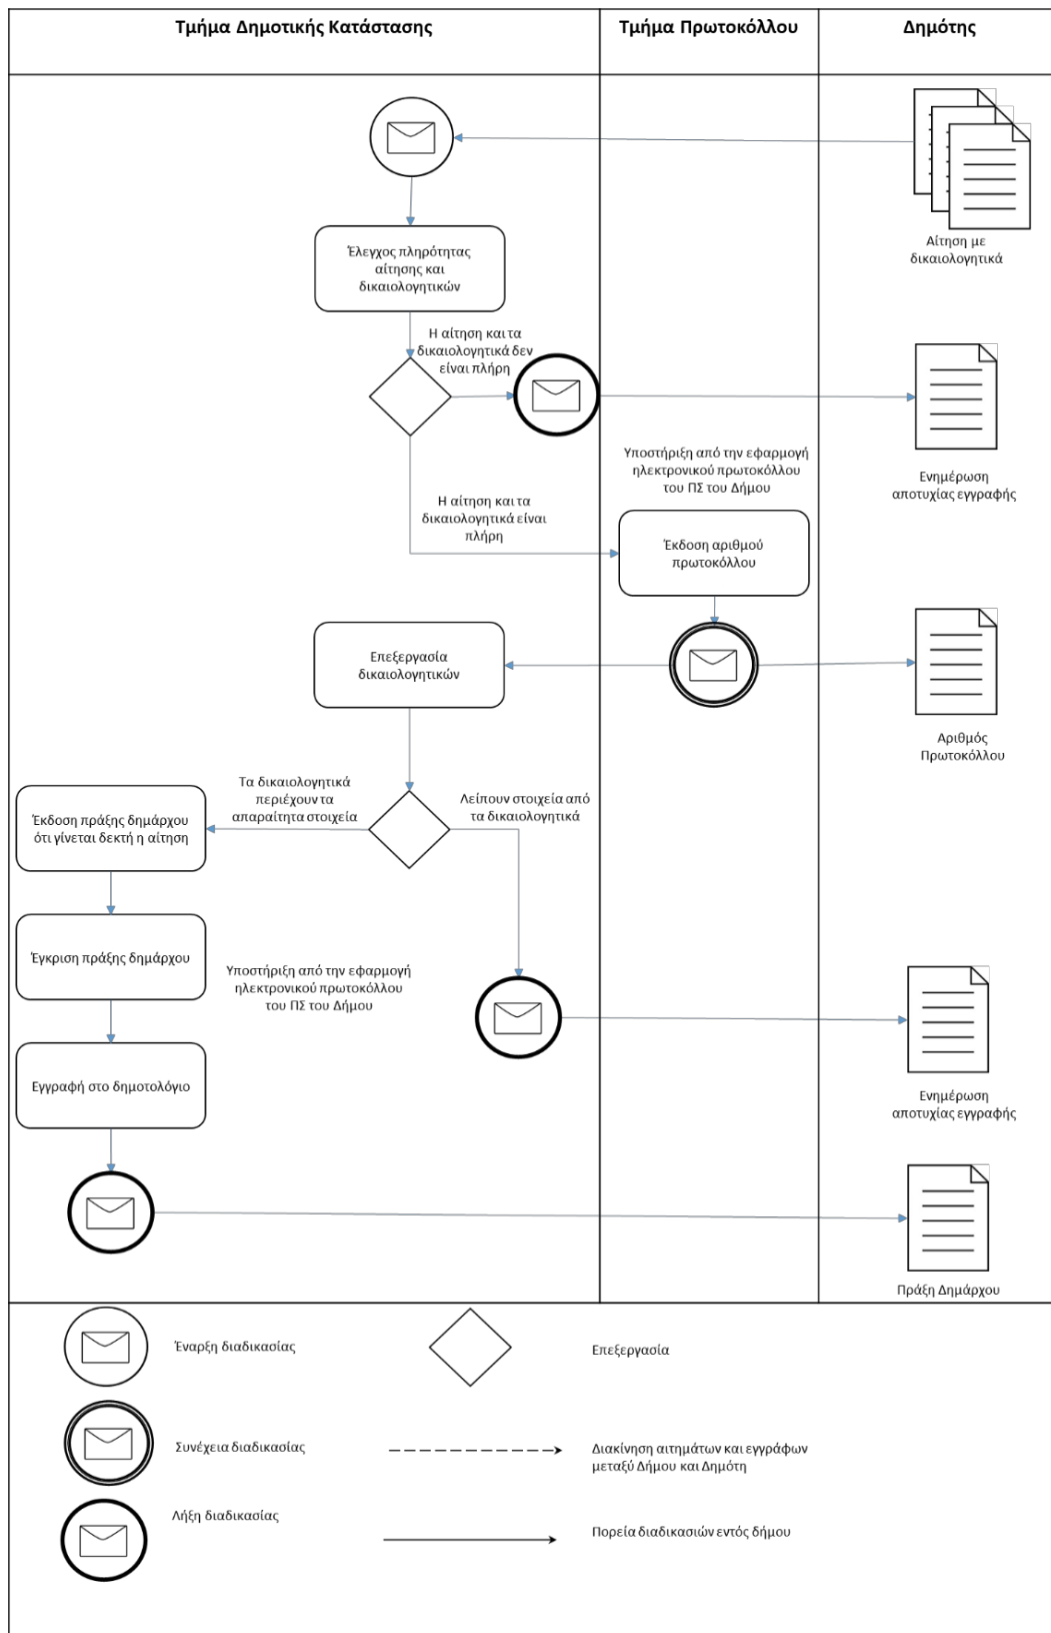 Τμήμα Δημοτικής Κατάστασης
Τμήμα Πρωτοκόλλου
Δημότης
Αίτηση με
δικαιολογητικά
Έλεγχος πληρότητας
αίτησης και
δικαιολογητικών
Η αίτηση και τα
δικαιολογητικά δεν
είναι πλήρη
Ενημέρωση
αποτυχίας εγγραφής
Η αίτηση και τα
δικαιολογητικά είναι
πλήρη
Υποστήριξη από την εφαρμογή
ηλεκτρονικού πρωτοκόλλου
του ΠΣ του Δήμου
Έκδοση αριθμού
πρωτοκόλλου
Επεξεργασία
δικαιολογητικών
Αριθμός
Πρωτοκόλλου
Τα δικαιολογητικά
περιέχουν τα
απαραίτητα στοιχεία
Λείπουν στοιχεία από
τα δικαιολογητικά
Έκδοση πράξης δημάρχου
ότι γίνεται δεκτή η αίτηση
Έγκριση πράξης δημάρχου
Υποστήριξη από την εφαρμογή
ηλεκτρονικού πρωτοκόλλου
του ΠΣ του Δήμου
Εγγραφή στο δημοτολόγιο
Ενημέρωση
αποτυχίας εγγραφής
Πράξη Δημάρχου
Έναρξη διαδικασίας
Επεξεργασία
Συνέχεια διαδικασίας
Διακίνηση αιτημάτων και εγγράφων
μεταξύ Δήμου και Δημότη
Λήξη διαδικασίας
Πορεία διαδικασιών εντός δήμου